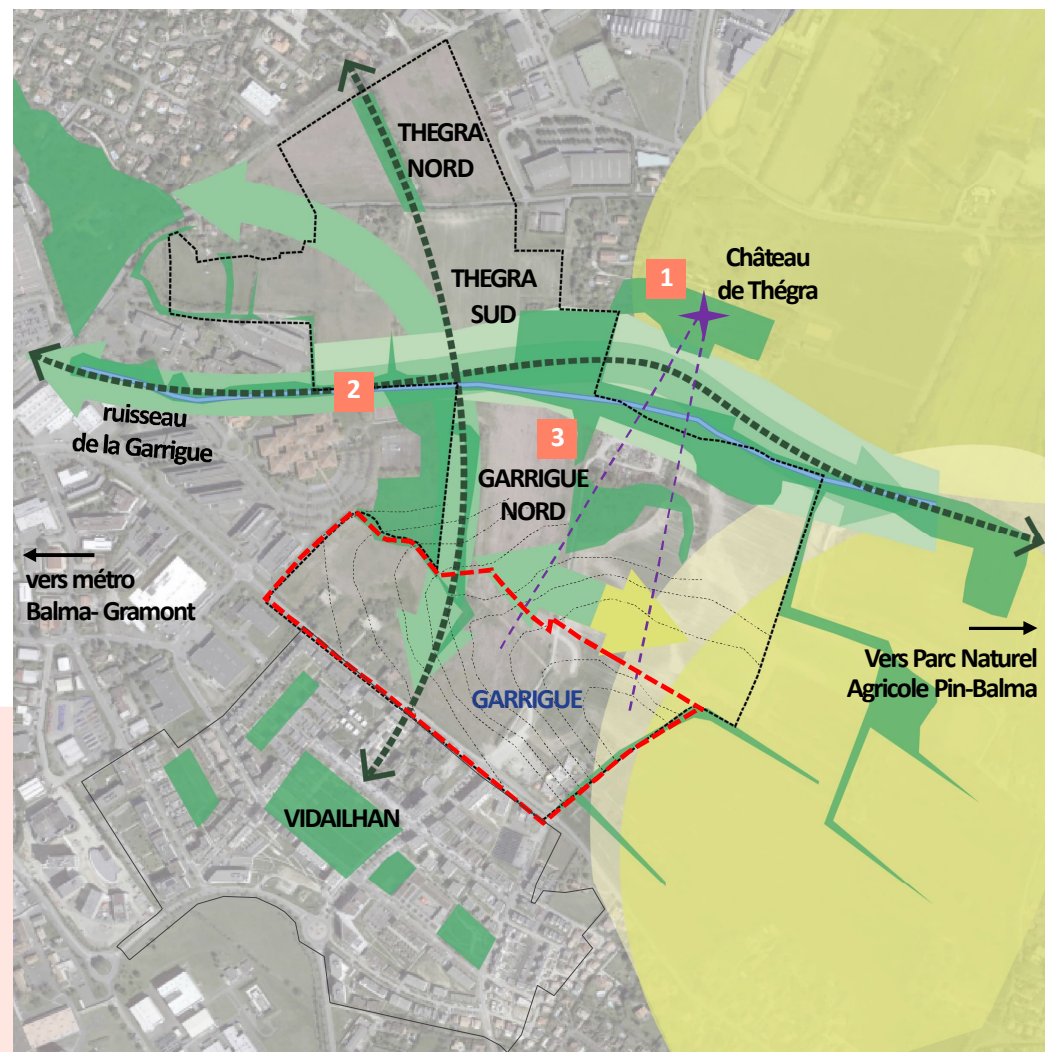 THEGRA
NORD
THEGRA
SUD
1
Château
de Thégra
2
ruisseau
de la Garrigue
3
GARRIGUE
NORD
vers métro
Balma- Gramont
Vers Parc Naturel
Agricole Pin-Balma
GARRIGUE
VIDAILHAN